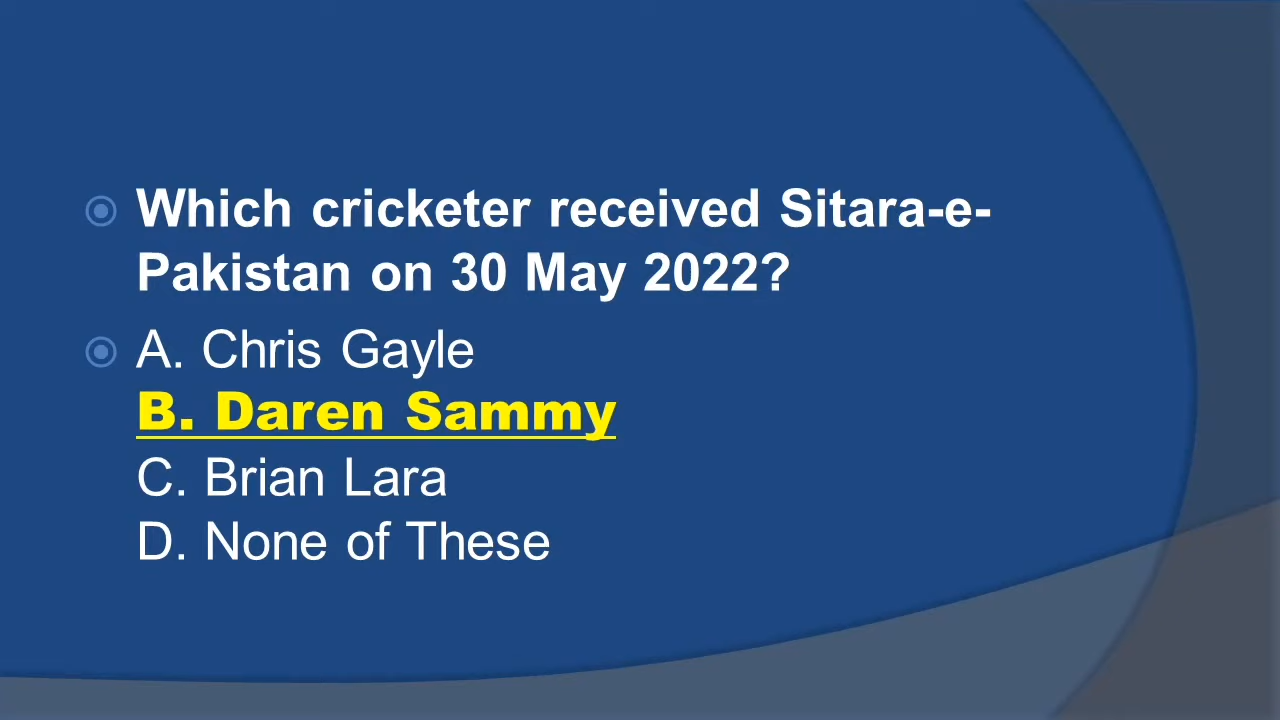 Which cricketer received Sitara-e-
Pakistan on 30 May 2022?
A. Chris Gayle
B. Daren Sammy
C. Brian Lara
D. None of These